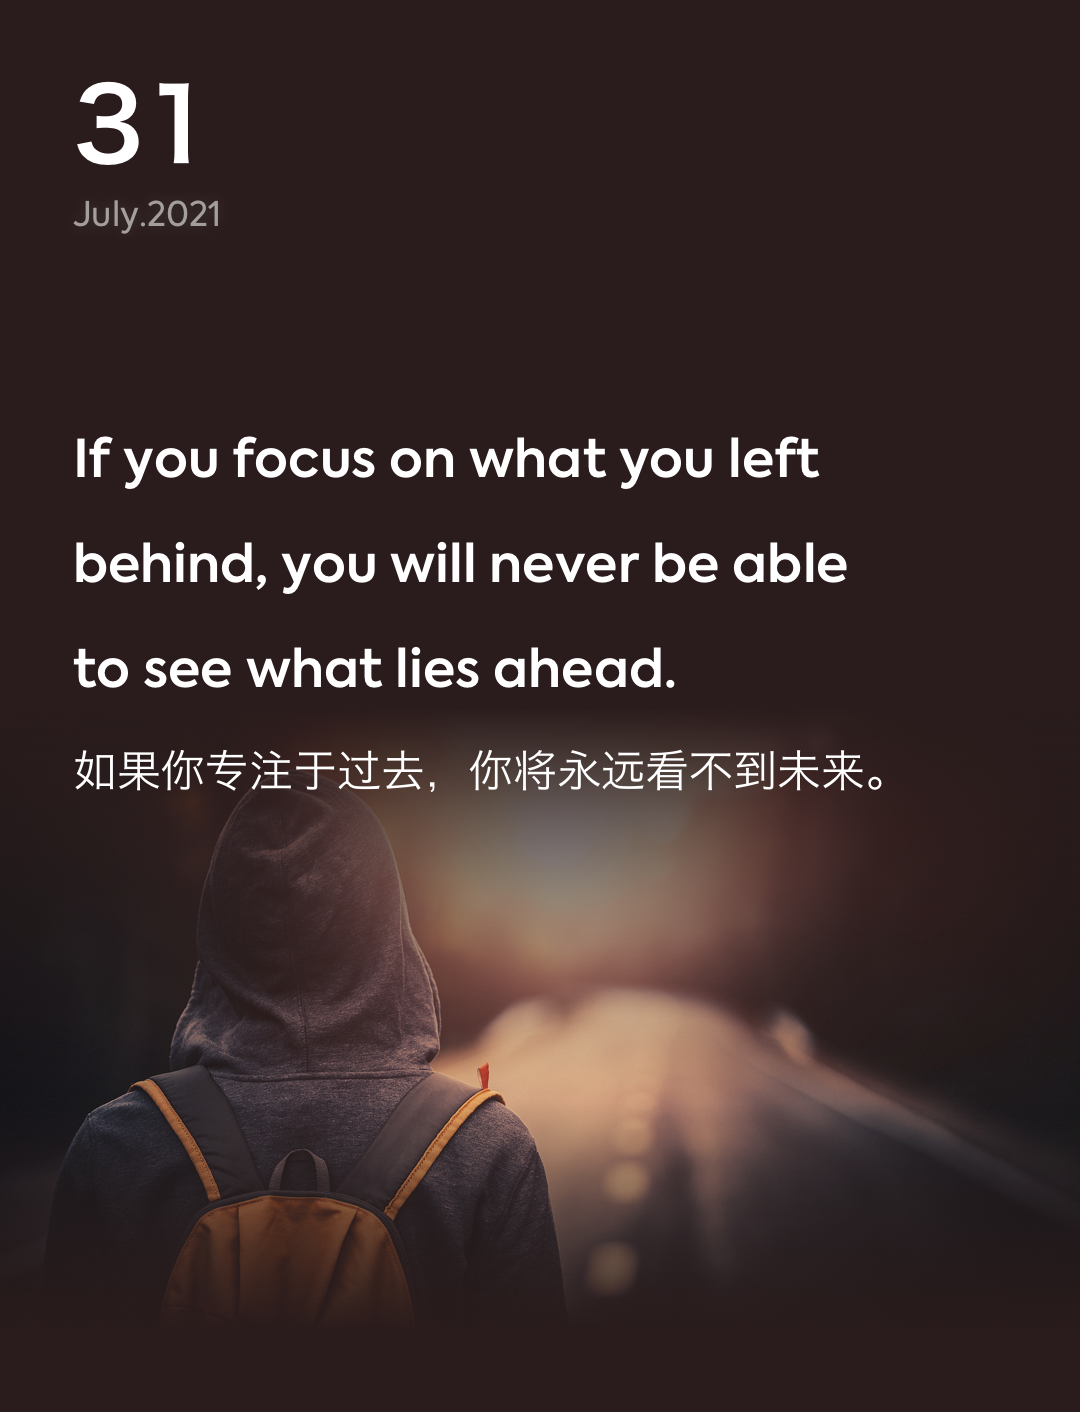 31
July.2021
If you focus on what you left
behind, you will never be able
to see what lies ahead.
如果你专注于过去，你将永远看不到未来。